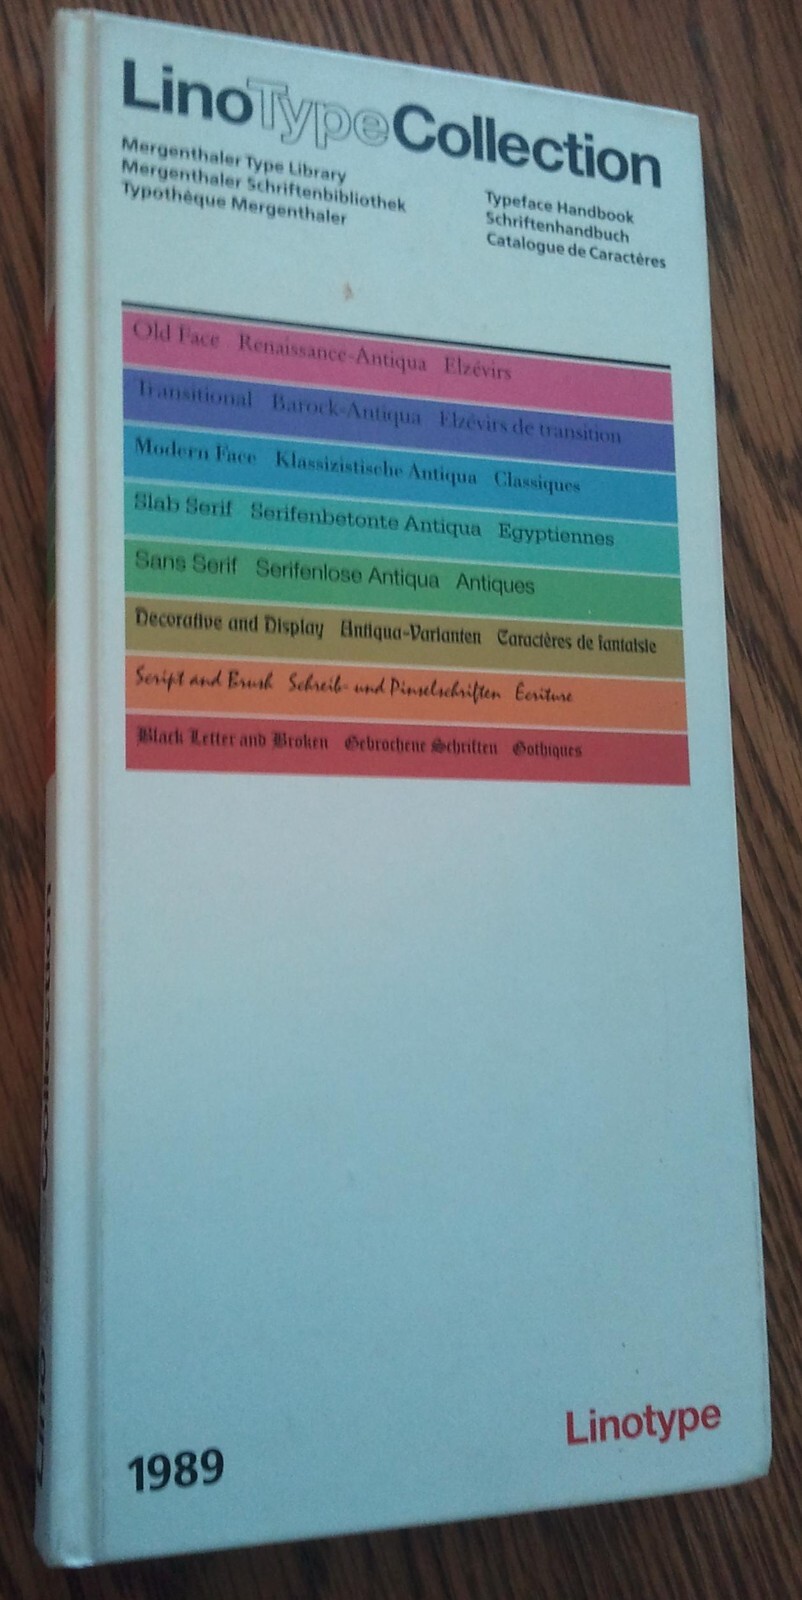 LinoTypeCollection
Mergenthaler Type Library
Mergenthaler Schriftenbibliothek
Typothèque Mergenthaler
Typeface Handbook
Schriftenhandbuch
Catalogue de Caractères
Old Face Renaissance-Antiqua Elzévirs
Transitional Barock-Antiqua Elzévirs de transition
Modern Face Klassizistische Antiqua Classiques
Slab Serif Serifenbetonte Antiqua Egyptiennes
Sans Serif Serifenlose Antiqua Antiques
Decorative and Display Antiqua-Varianten Caractères de fantaisie
Script and Brush Schreib- und Pinselschriften Écriture
Black Letter and Broken Gebrochene Schriften Gothiques
Linotype
1989
Lino
Collection